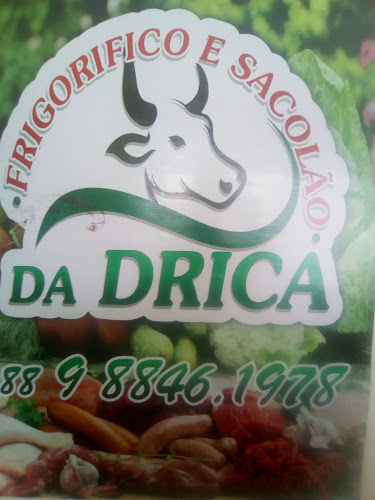 FRIGORIFICO E SACOLÃO
DA DRICA
88 9 8846.1978